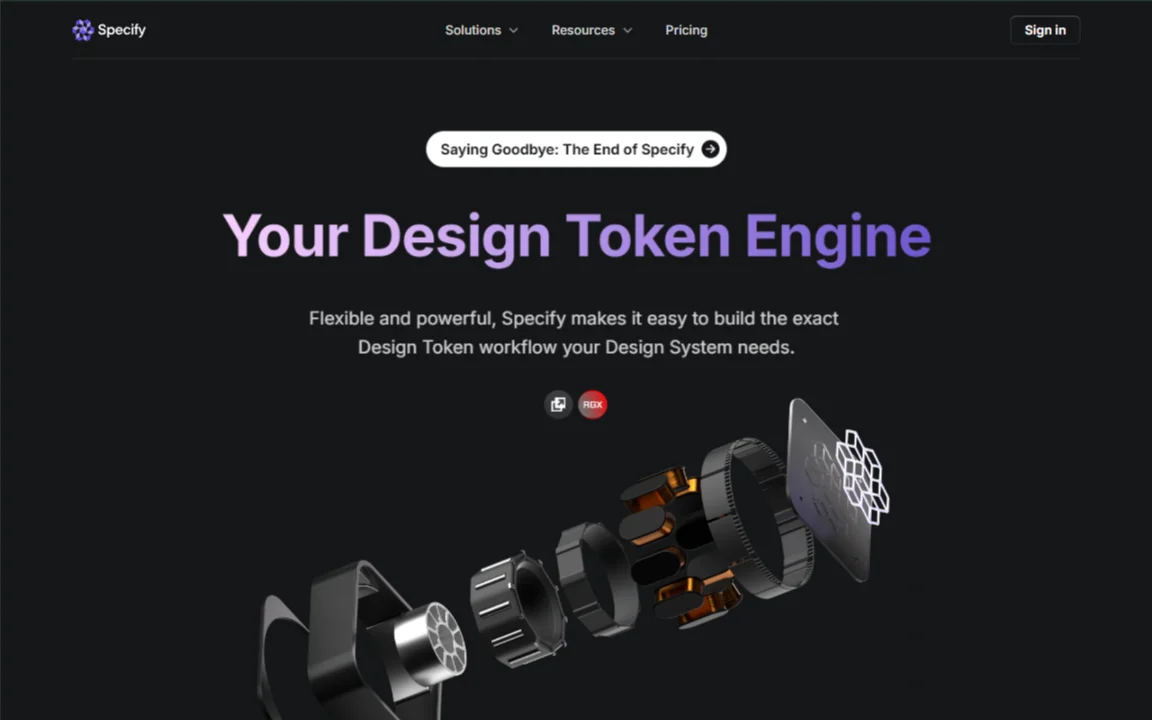 Specify
Solutions
Resources
Pricing
Sign in
Saying Goodbye: The End of Specify
Your Design Token Engine
Flexible and powerful, Specify makes it easy to build the exact
Design Token workflow your Design System needs.
RGX